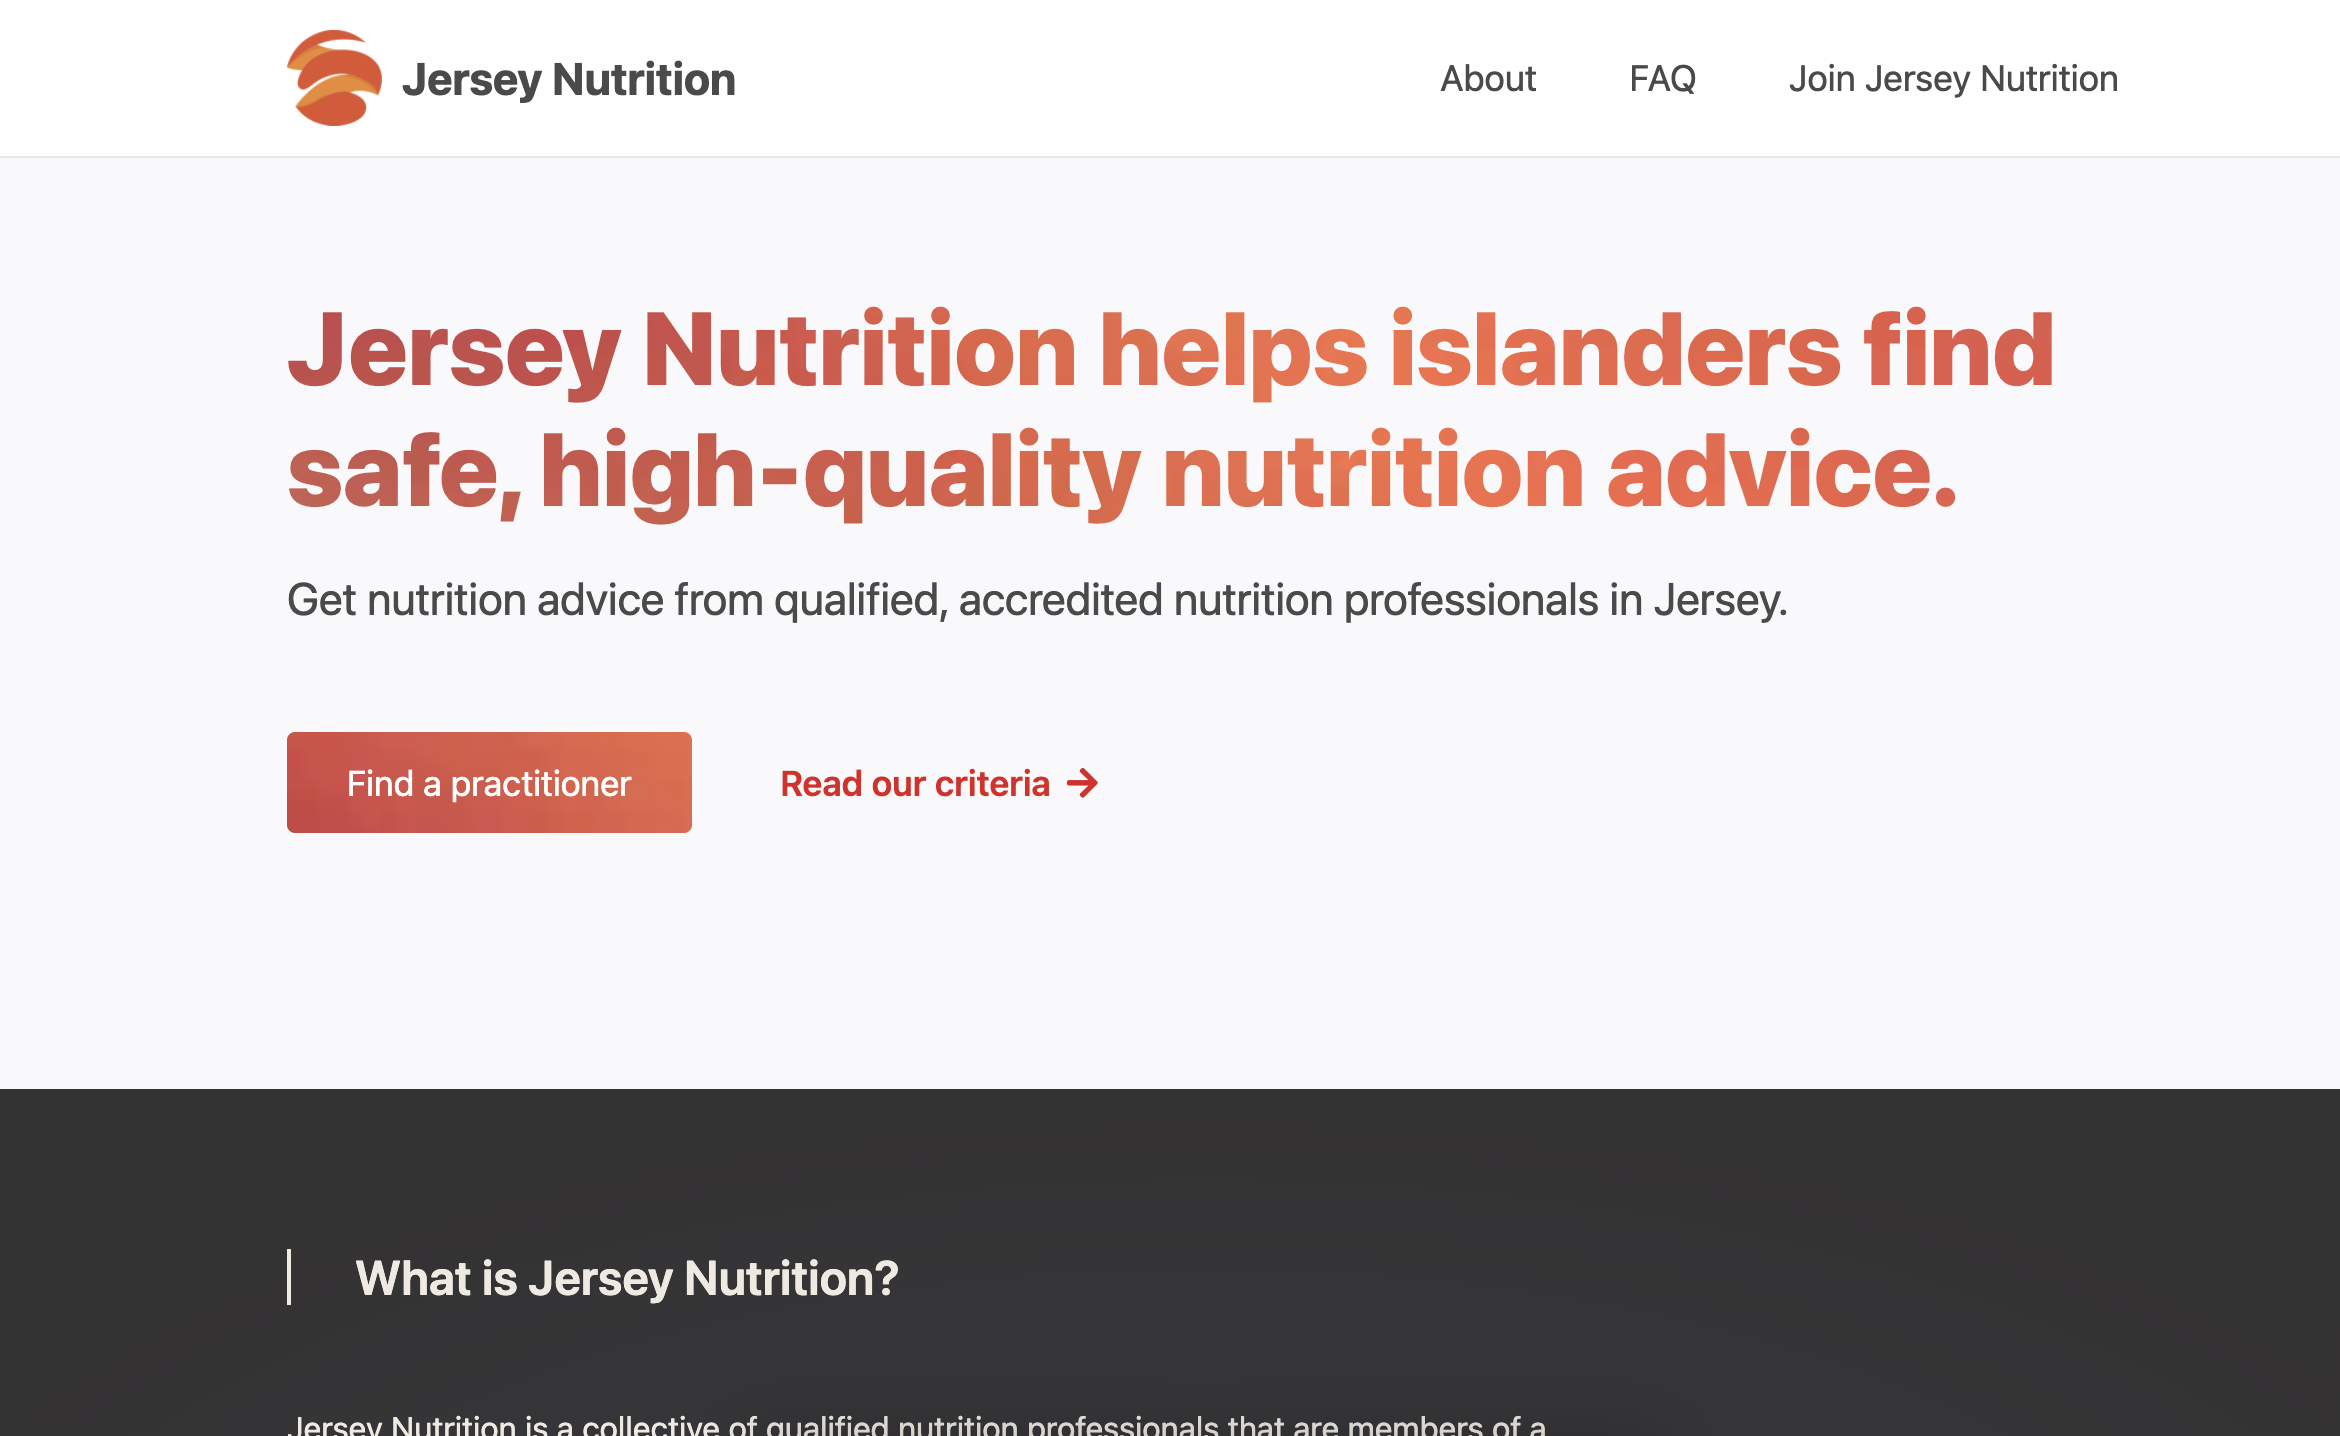 Jersey Nutrition
About
FAQ
Join Jersey Nutrition
Jersey Nutrition helps islanders find
safe, high-quality nutrition advice.
Get nutrition advice from qualified, accredited nutrition professionals in Jersey.
Find a practitioner
Read our criteria →
What is Jersey Nutrition?
Jersey Nutrition is a collective of qualified nutrition professionals that are members of a